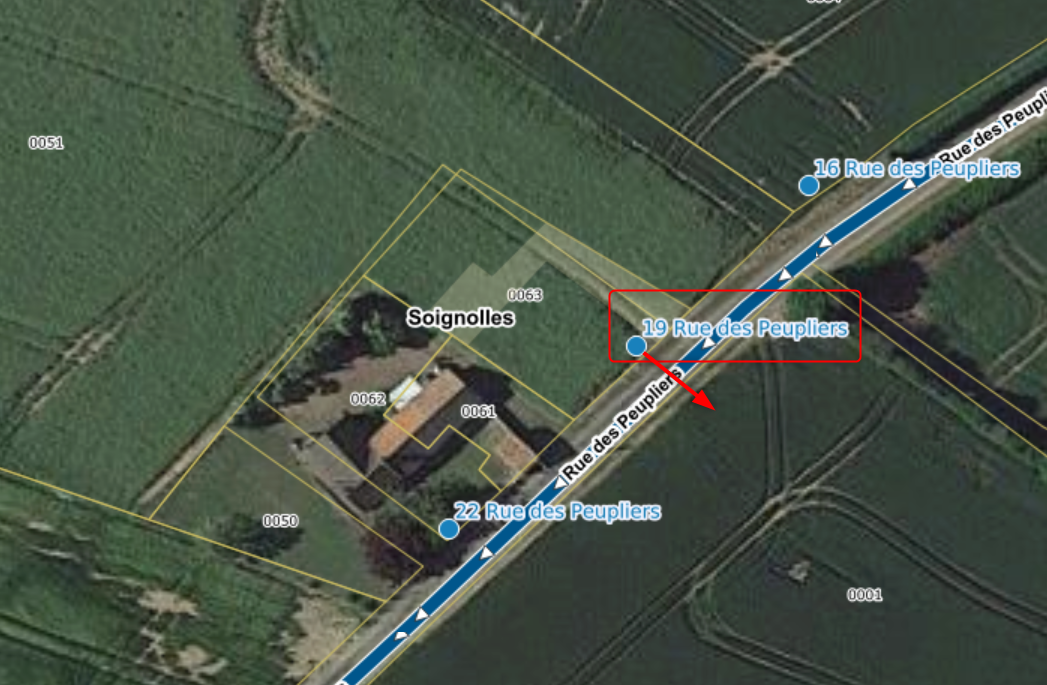 0051
Rue des Peupli
16 Rue des Peupliers
0063
Soignolles
19 Rue des Peupliers
0062
0061
Rue des Peupliers
22 Rue des Peupliers
0050
0001